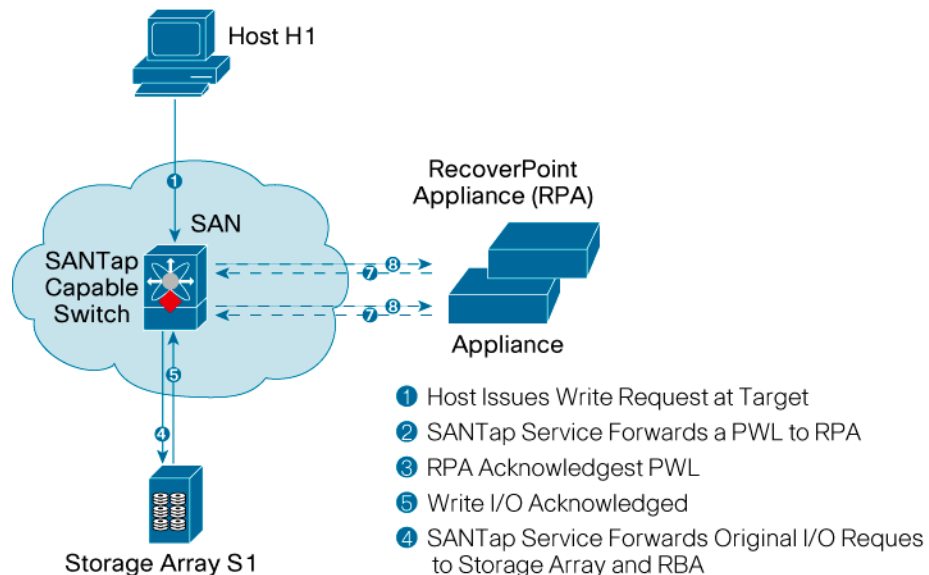 Host H1
1
RecoverPoint
Appliance (RPA)
SAN
SANTap
Capable
Switch
8
7
8
7
Appliance
5
4
Storage Array S1
1 Host Issues Write Request at Target
2 SANTap Service Forwards a PWL to RPA
3 RPA Acknowledgest PWL
5 Write I/O Acknowledged
4 SANTap Service Forwards Original I/O Reques
to Storage Array and RBA